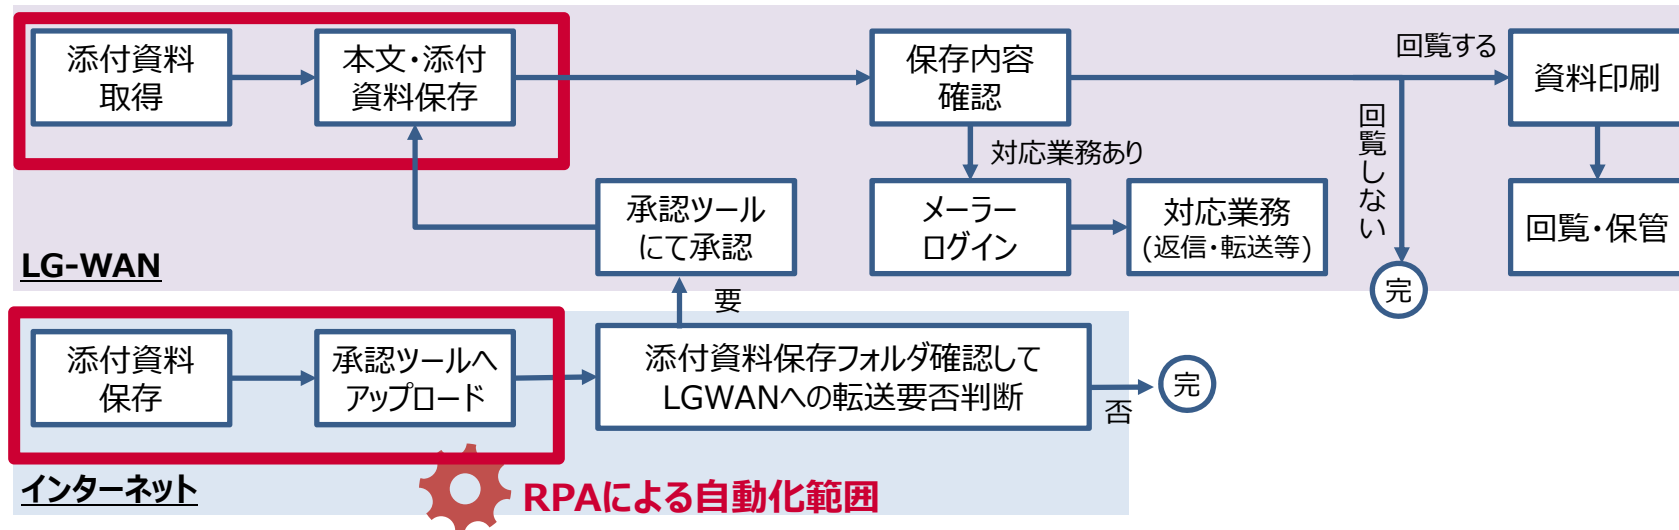 添付資料
取得
本文・添付
資料保存
保存内容
確認
回覧する
資料印刷
対応業務あり
回覧しない
承認ツール
にて承認
メーラー
ログイン
対応業務
(返信・転送等)
回覧・保管
LG-WAN
完
要
添付資料
保存
承認ツールへ
アップロード
添付資料保存フォルダ確認して
LGWANへの転送要否判断
否
完
インターネット
RPAによる自動化範囲